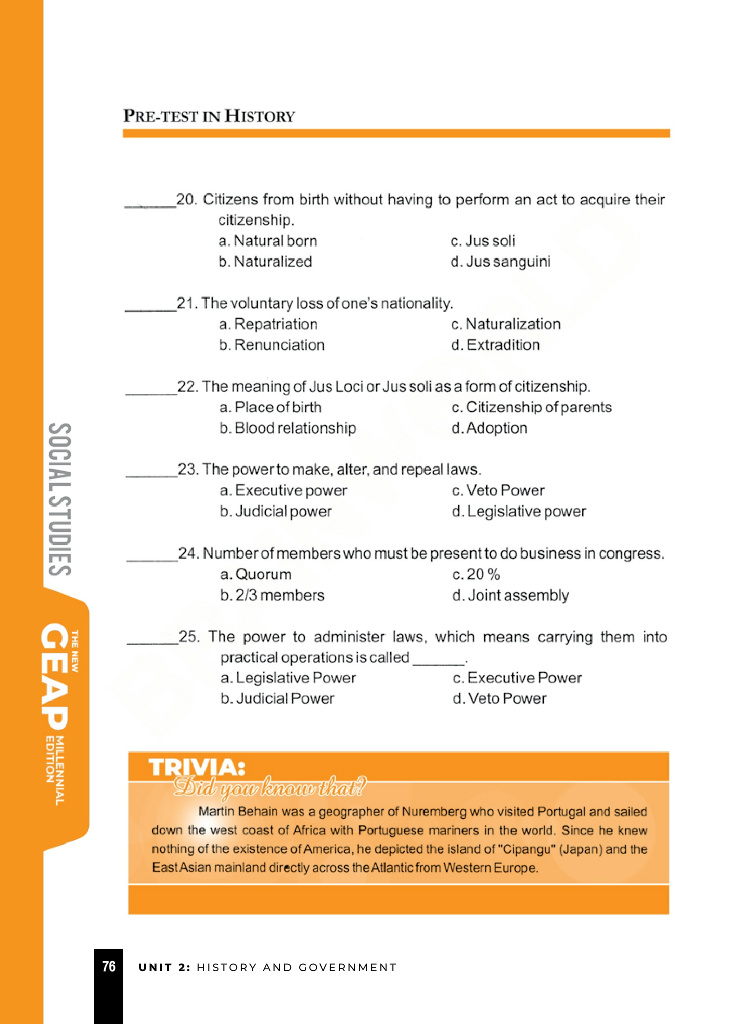 PRE-TEST IN HISTORY
______20. Citizens from birth without having to perform an act to acquire their
citizenship.
a. Natural born
c. Jus soli
b. Naturalized
d. Jus sanguini
______21. The voluntary loss of one's nationality.
a. Repatriation
c. Naturalization
b. Renunciation
d. Extradition
______22. The meaning of Jus Loci or Jus soli as a form of citizenship.
a. Place of birth
c. Citizenship of parents
b. Blood relationship
d. Adoption
______23. The power to make, alter, and repeal laws.
a. Executive power
c. Veto Power
b. Judicial power
d. Legislative power
______24. Number of members who must be present to do business in congress.
a. Quorum
c. 20 %
b. 2/3 members
d. Joint assembly
______25. The power to administer laws, which means carrying them into
practical operations is called ______.
a. Legislative Power
c. Executive Power
b. Judicial Power
d. Veto Power
SOCIAL STUDIES
THE NEW
GEAP
MILLENNIAL
EDITION
TRIVIA:
Did you know that?
Martin Behain was a geographer of Nuremberg who visited Portugal and sailed
down the west coast of Africa with Portuguese mariners in the world. Since he knew
nothing of the existence of America, he depicted the island of "Cipangu" (Japan) and the
East Asian mainland directly across the Atlantic from Western Europe.
76 UNIT 2: HISTORY AND GOVERNMENT